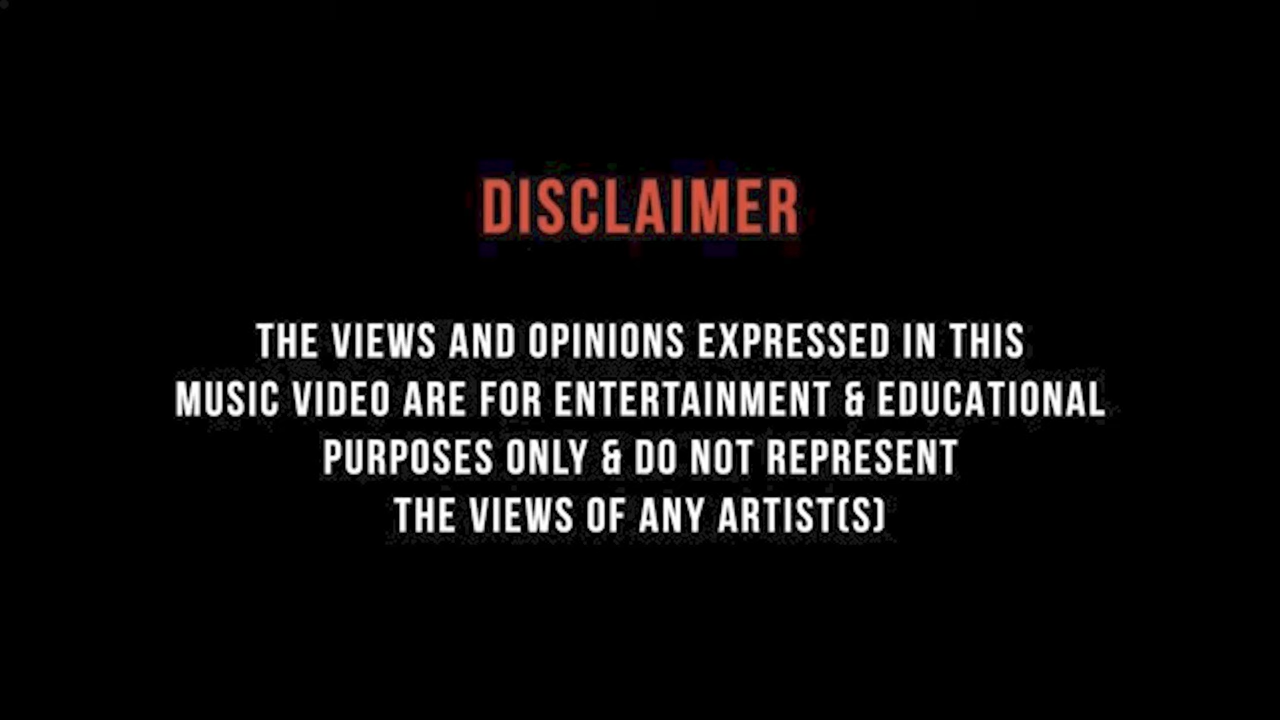 DISCLAIMER
THE VIEWS AND OPINIONS EXPRESSED IN THIS
MUSIC VIDEO ARE FOR ENTERTAINMENT & EDUCATIONAL
PURPOSES ONLY & DO NOT REPRESENT
THE VIEWS OF ANY ARTIST(S)